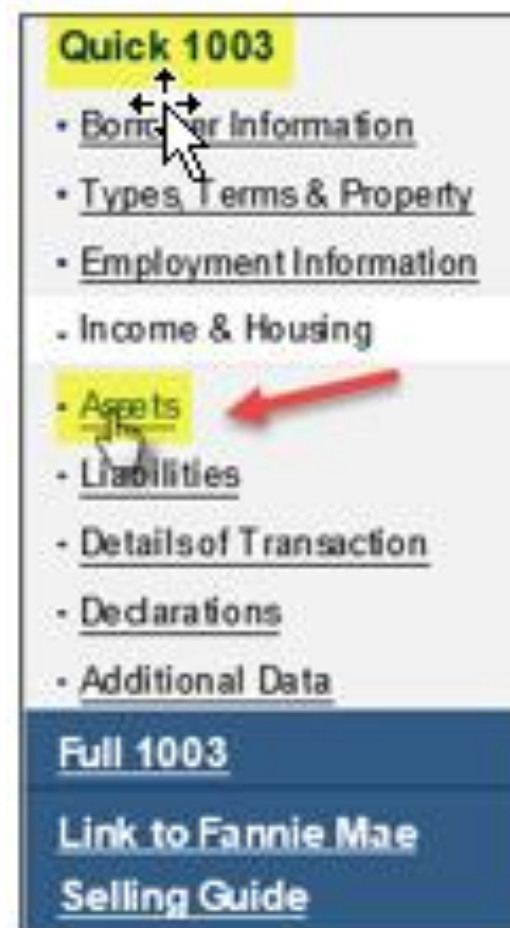 Quick 1003
Borrower Information
Types, Terms & Property
Employment Information
Income & Housing
Assets
Liabilities
Details of Transaction
Declarations
Additional Data
Full 1003
Link to Fannie Mae
Selling Guide